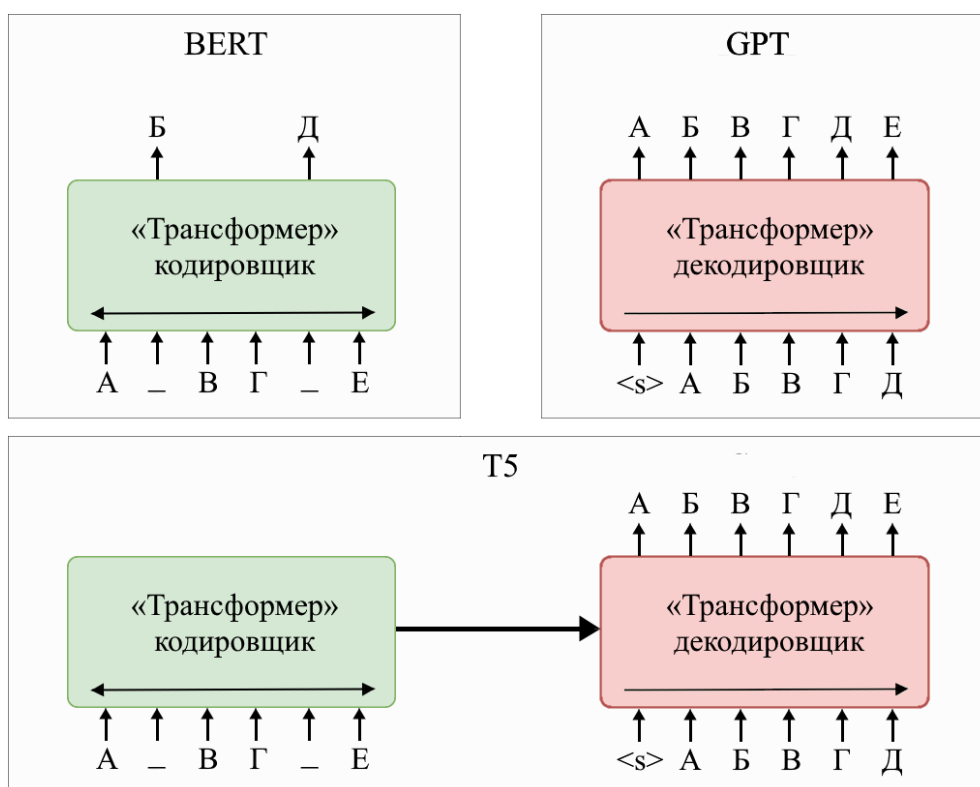 BERT
Б Д
«Трансформер»
кодировщик
А _ В Г _ Е
GPT
А Б В Г Д Е
«Трансформер»
декодировщик
<s> А Б В Г Д
T5
«Трансформер»
кодировщик
А _ В Г _ Е
А Б В Г Д Е
«Трансформер»
декодировщик
<s> А Б В Г Д